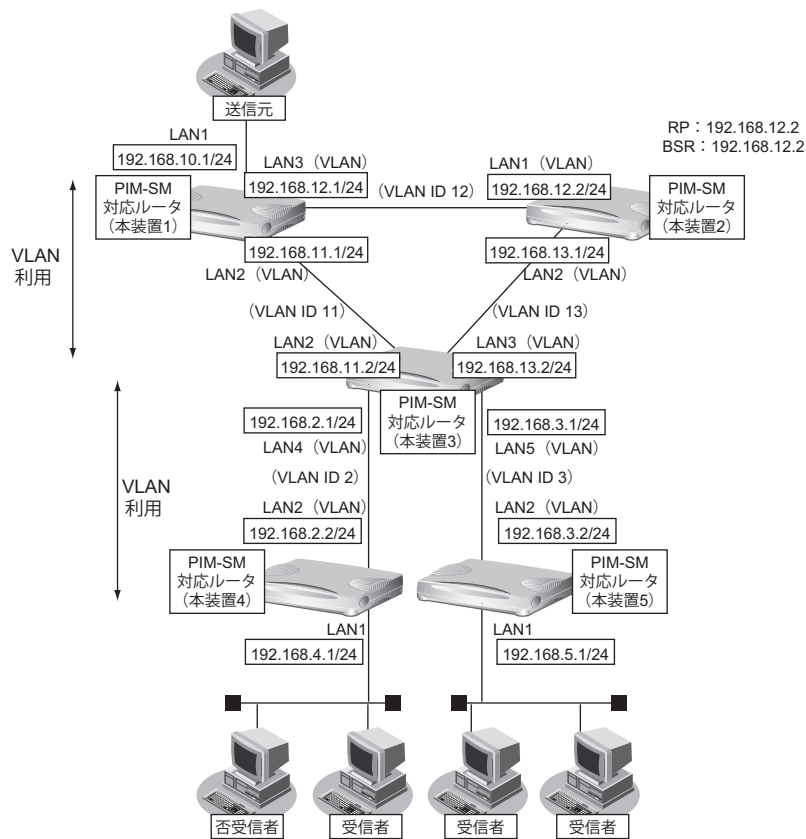 送信元
LAN1
192.168.10.1/24
RP：192.168.12.2
BSR：192.168.12.2
LAN3（VLAN）
192.168.12.1/24
（VLAN ID 12）
LAN1（VLAN）
192.168.12.2/24
PIM-SM
対応ルータ
（本装置1）
PIM-SM
対応ルータ
（本装置2）
VLAN
利用
192.168.11.1/24
LAN2（VLAN）
192.168.13.1/24
LAN2（VLAN）
（VLAN ID 11）
（VLAN ID 13）
LAN2（VLAN）
192.168.11.2/24
LAN3（VLAN）
192.168.13.2/24
PIM-SM
対応ルータ
（本装置3）
192.168.2.1/24
LAN4（VLAN）
192.168.3.1/24
LAN5（VLAN）
（VLAN ID 2）
（VLAN ID 3）
VLAN
利用
LAN2（VLAN）
192.168.2.2/24
LAN2（VLAN）
192.168.3.2/24
PIM-SM
対応ルータ
（本装置4）
PIM-SM
対応ルータ
（本装置5）
LAN1
192.168.4.1/24
LAN1
192.168.5.1/24
否受信者
受信者
受信者
受信者